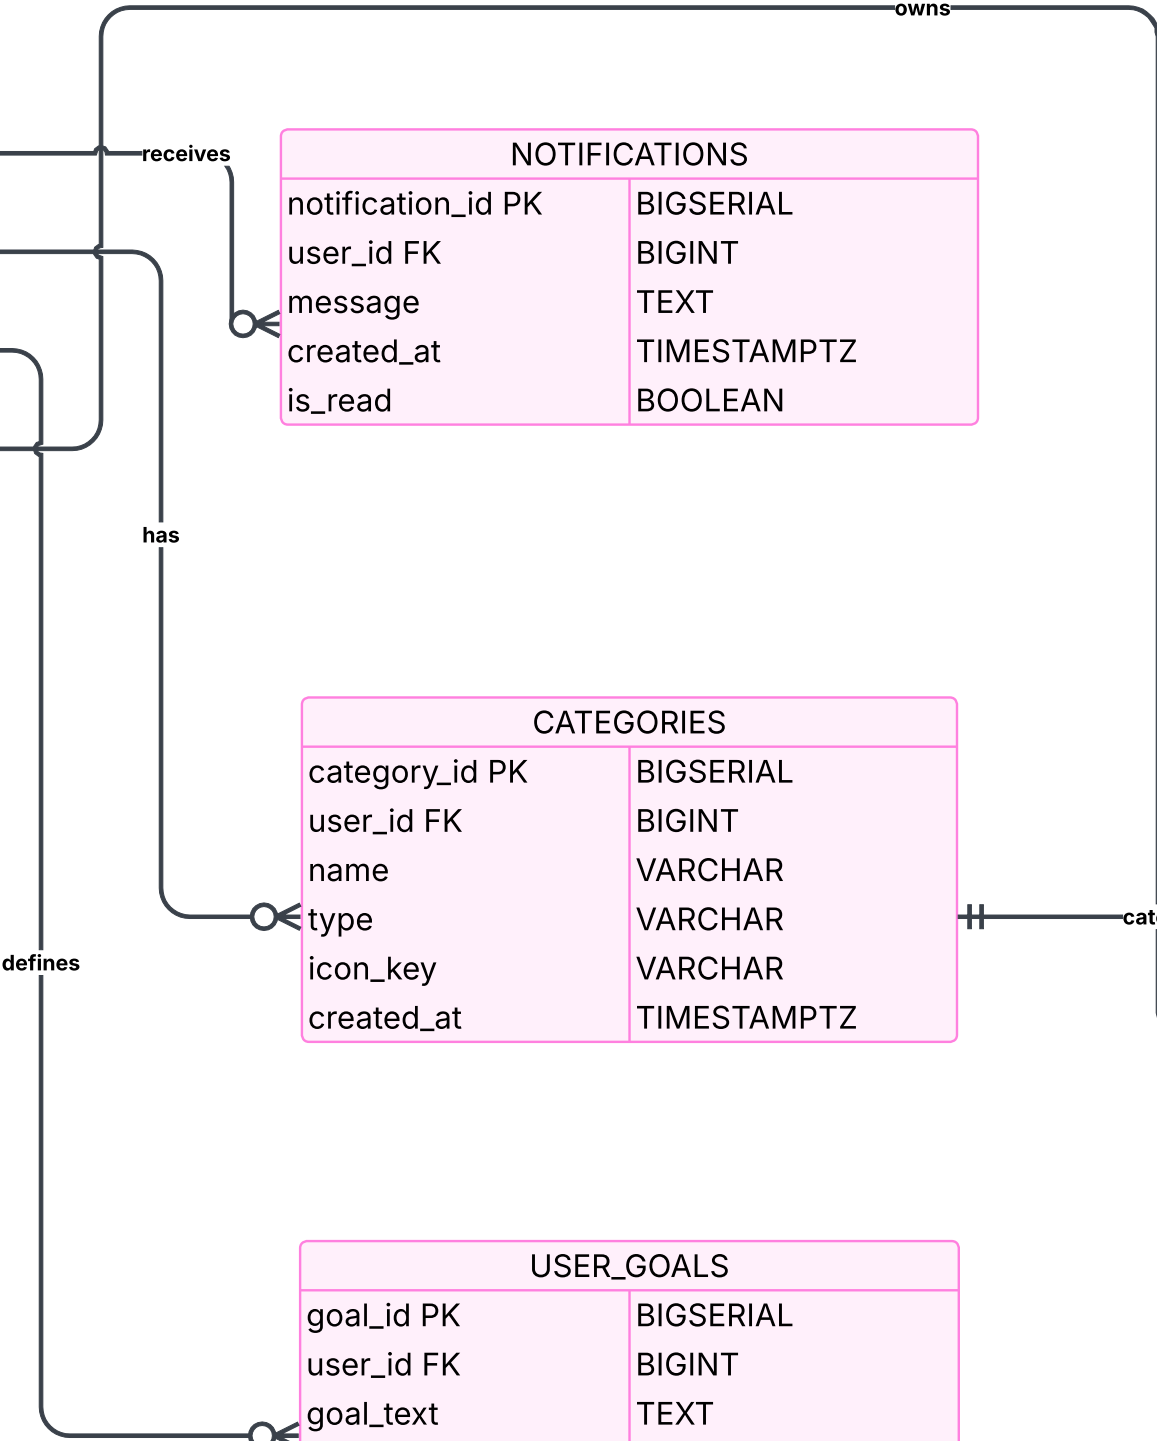 owns
receives
NOTIFICATIONS
notification_id PK BIGSERIAL
user_id FK BIGINT
message TEXT
created_at TIMESTAMPTZ
is_read BOOLEAN
has
CATEGORIES
category_id PK BIGSERIAL
user_id FK BIGINT
name VARCHAR
type VARCHAR
icon_key VARCHAR
created_at TIMESTAMPTZ
defines
USER_GOALS
goal_id PK BIGSERIAL
user_id FK BIGINT
goal_text TEXT